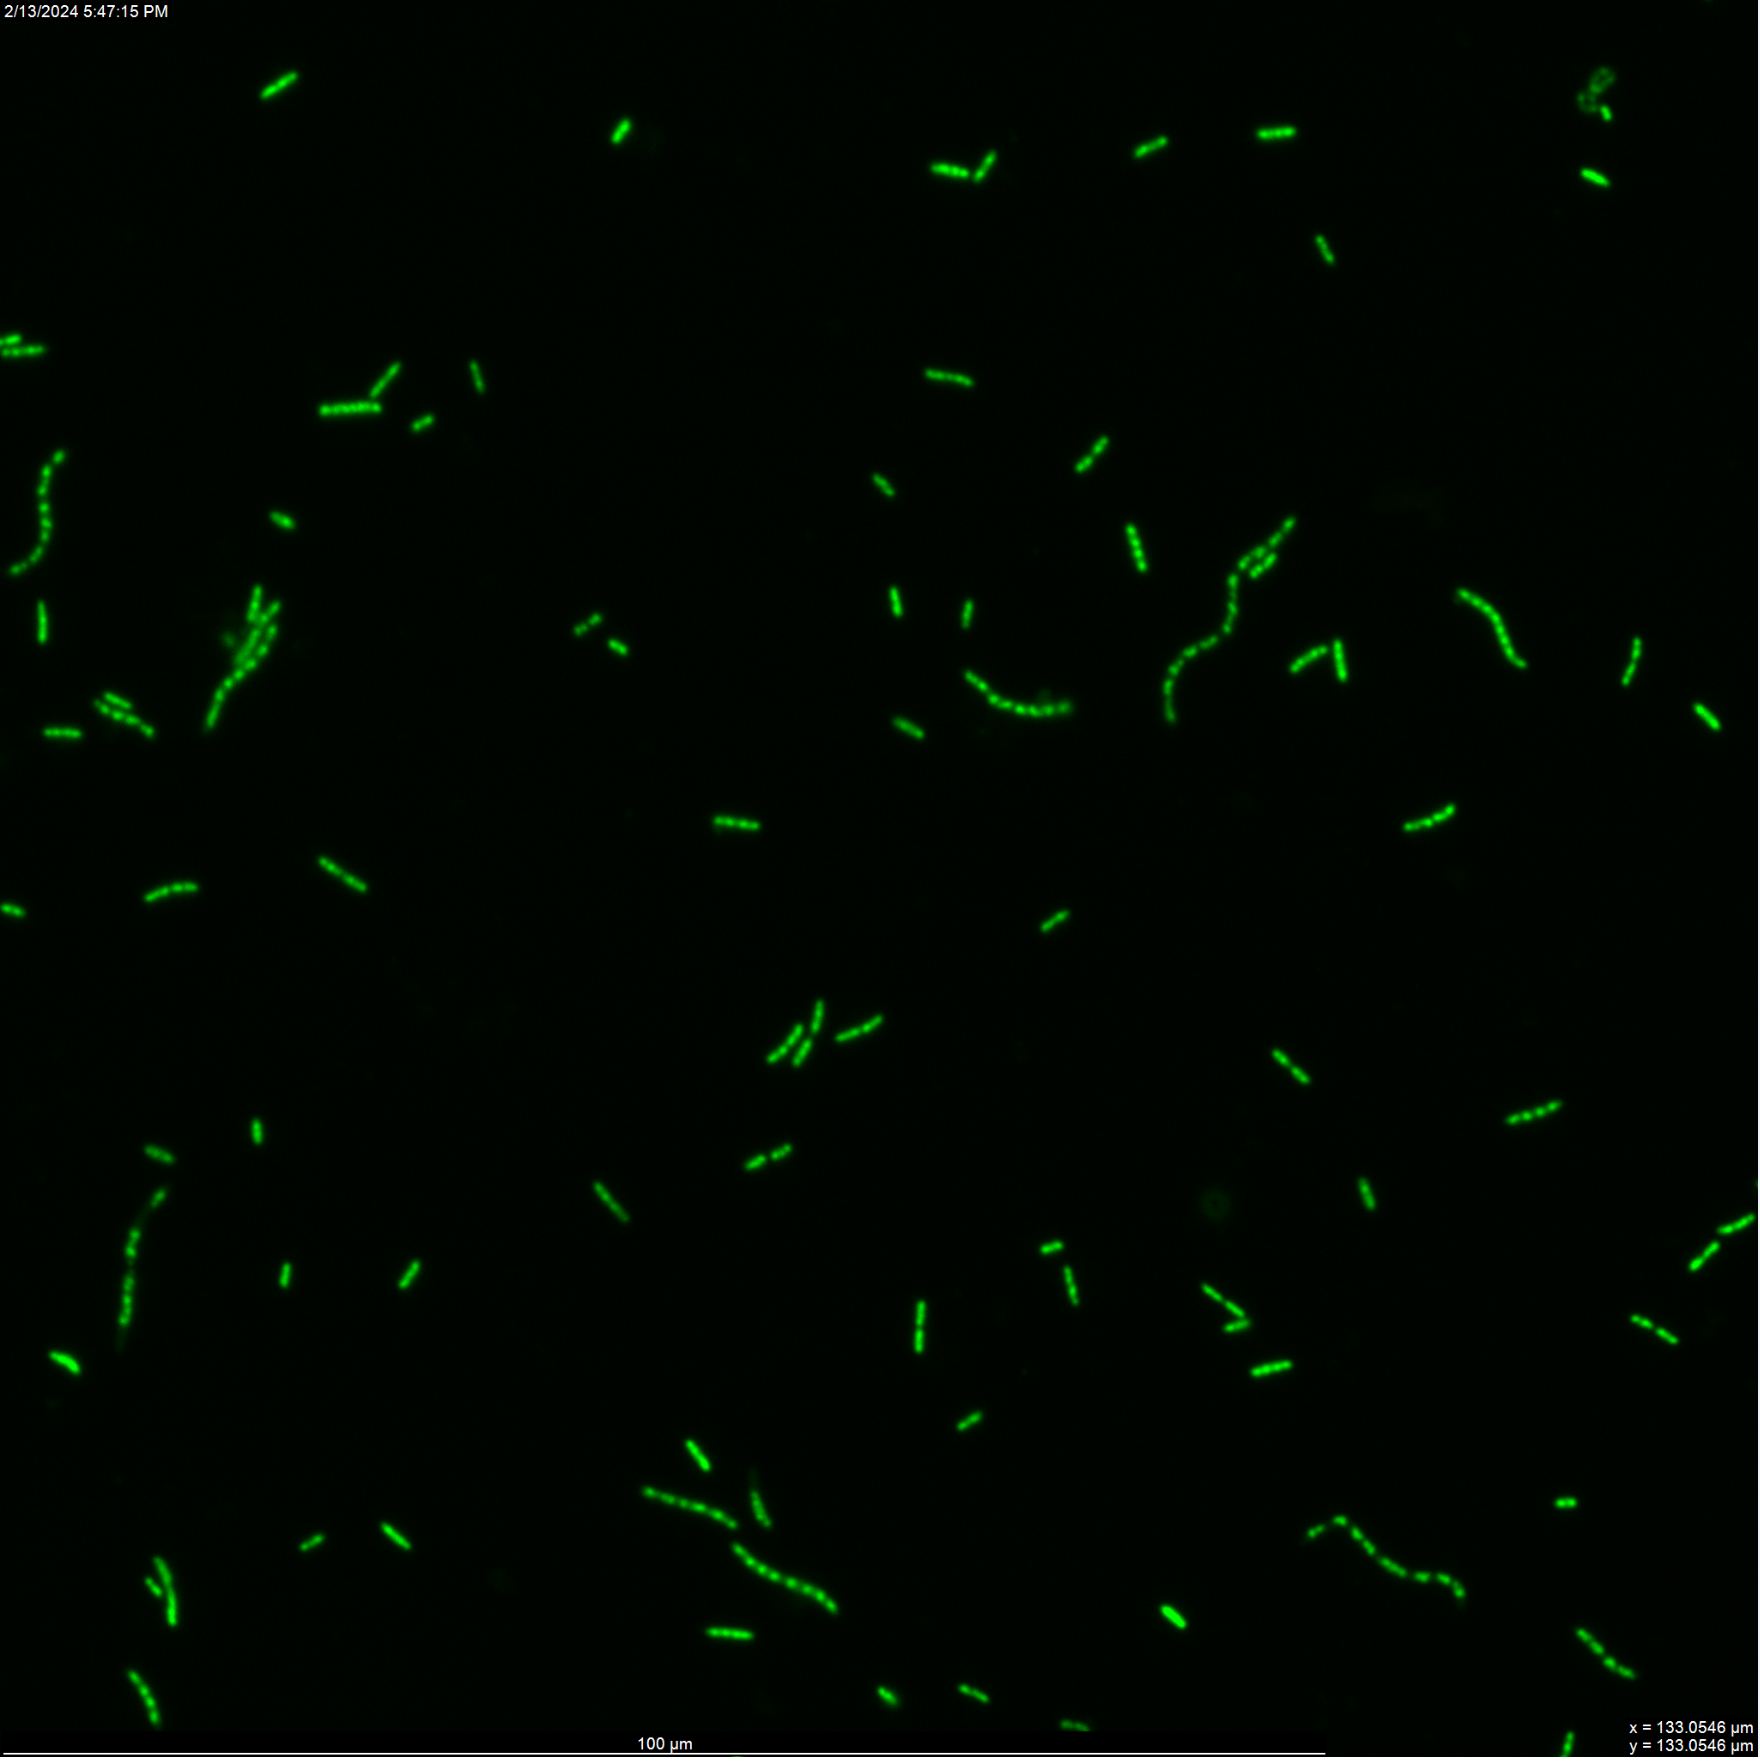 2/13/2024 5:47:15 PM
100 µm
x = 133.0546 µm
y = 133.0546 µm